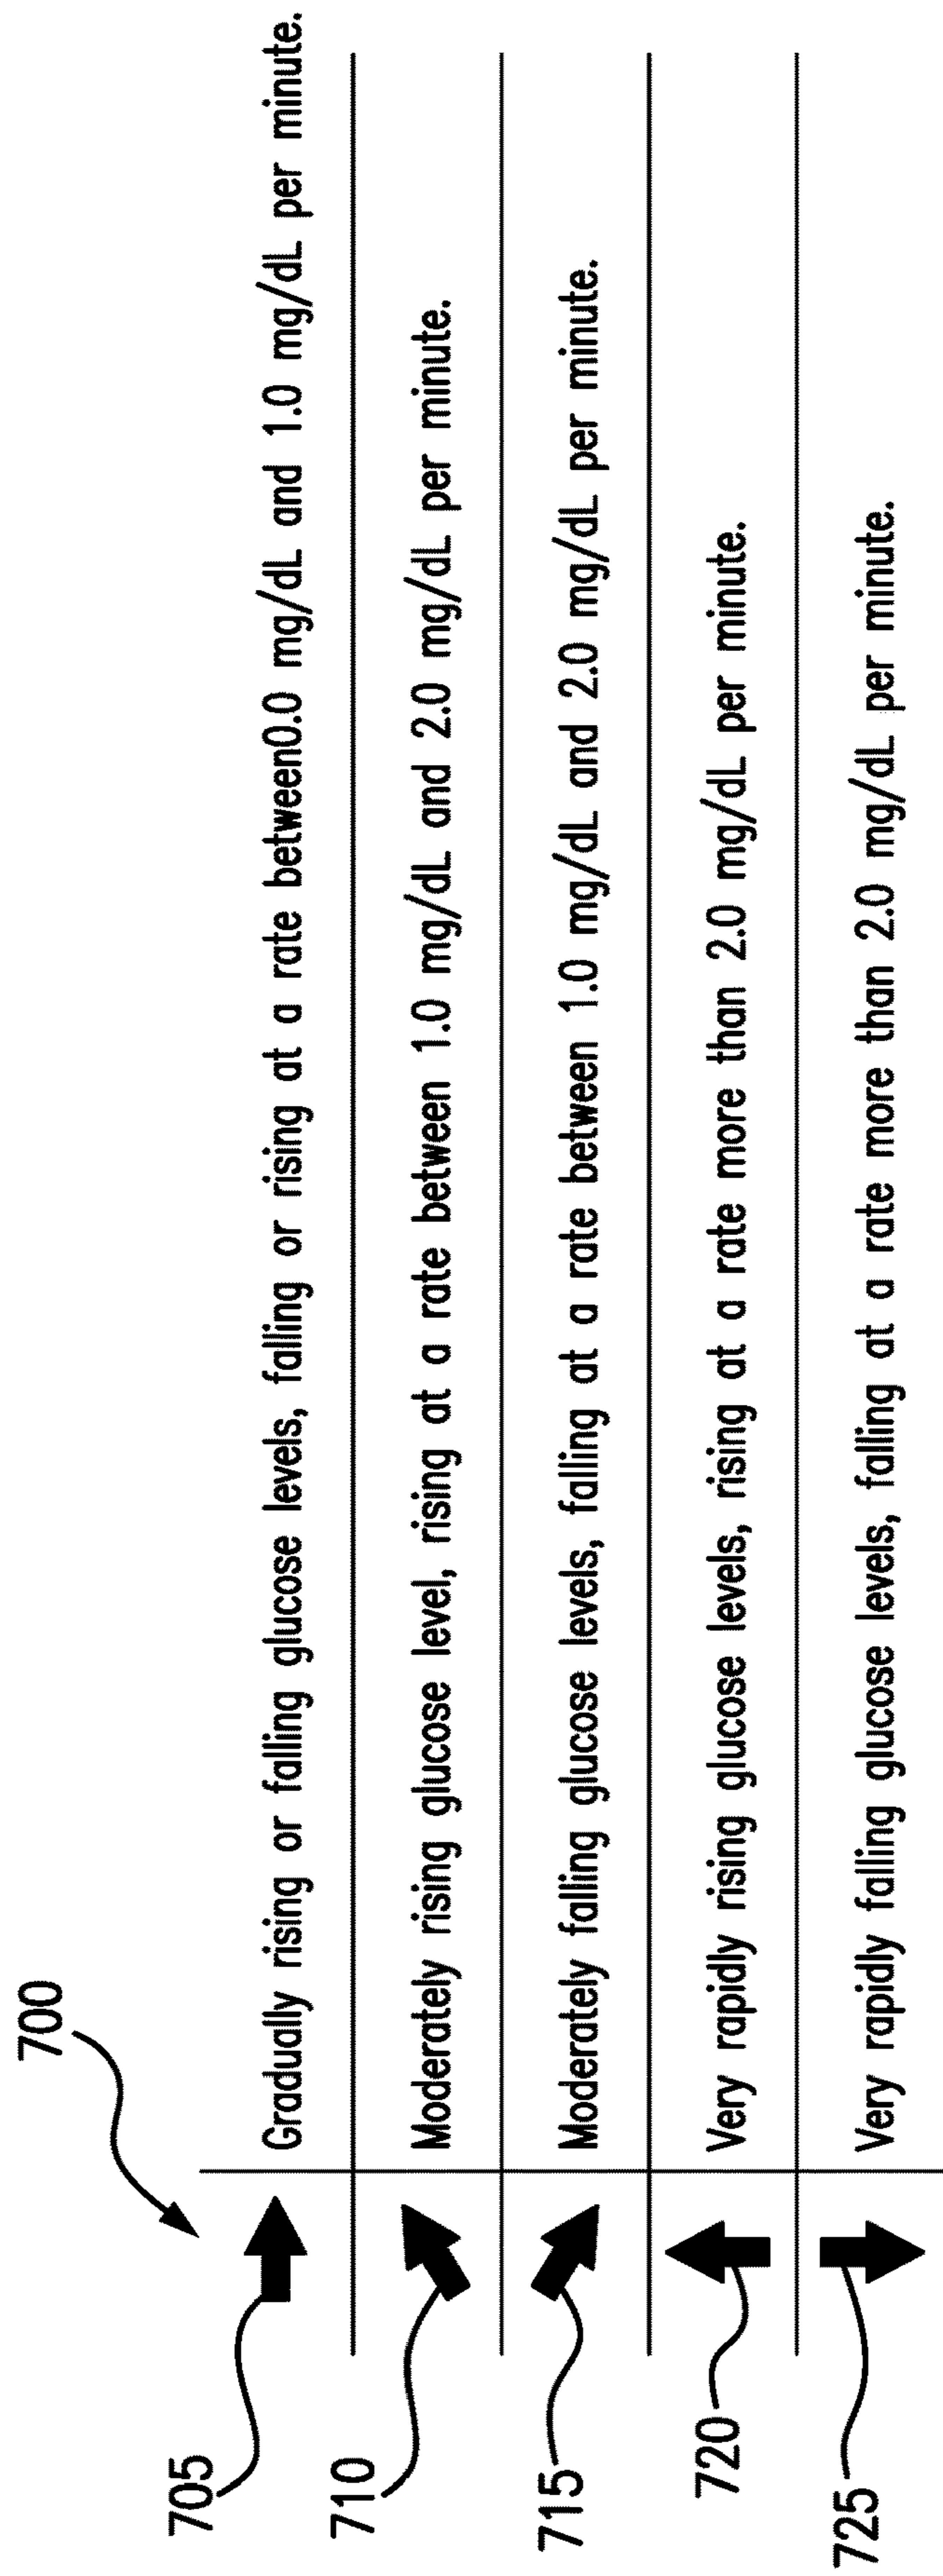 700
705 Gradually rising or falling glucose levels, falling or rising at a rate between0.0 mg/dL and 1.0 mg/dL per minute.
710 Moderately rising glucose level, rising at a rate between 1.0 mg/dL and 2.0 mg/dL per minute.
715 Moderately falling glucose levels, falling at a rate between 1.0 mg/dL and 2.0 mg/dL per minute.
720 Very rapidly rising glucose levels, rising at a rate more than 2.0 mg/dL per minute.
725 Very rapidly falling glucose levels, falling at a rate more than 2.0 mg/dL per minute.